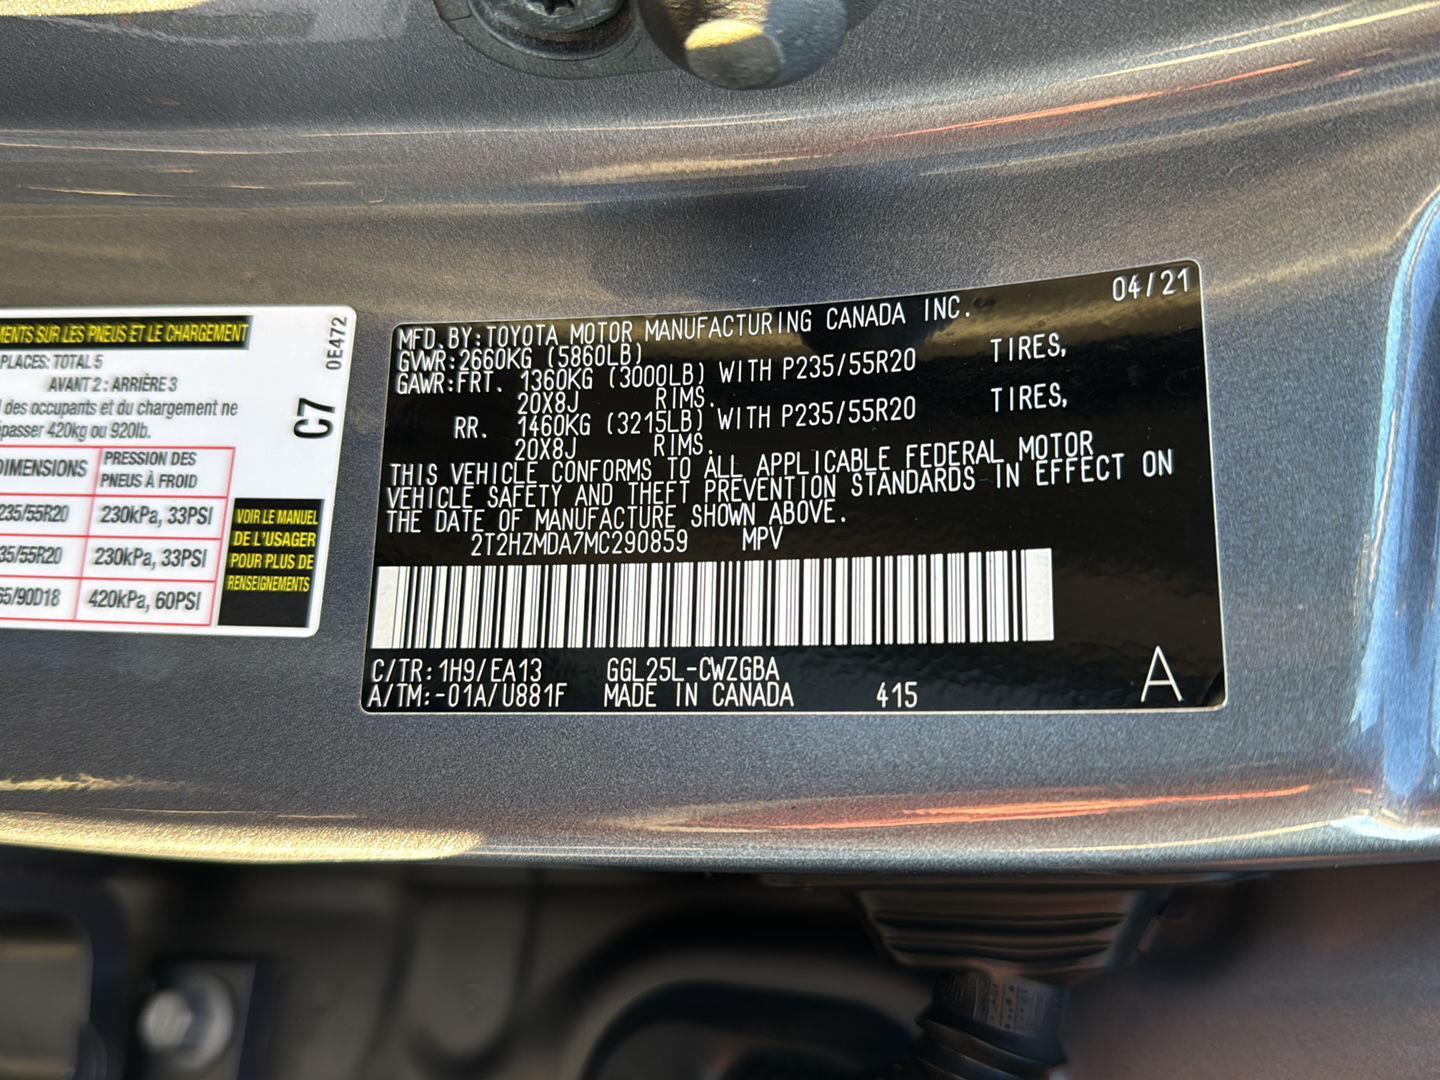 MENTS SUR LES PNEUS ET LE CHARGEMENT
PLACES: TOTAL 5
AVANT 2 : ARRIÈRE 3
des occupants et du chargement ne
passer 420kg ou 920lb.
DIMENSIONS PRESSION DES PNEUS À FROID
235/55R20 230kPa, 33PSI
35/55R20 230kPa, 33PSI
65/90D18 420kPa, 60PSI
VOIR LE MANUEL
DE L'USAGER
POUR PLUS DE
RENSEIGNEMENTS
0E472
C7
04/21
MFD.BY:TOYOTA MOTOR MANUFACTURING CANADA INC.
GVWR:2660KG (5860LB)
GAWR:FRT. 1360KG (3000LB) WITH P235/55R20 TIRES,
20X8J RIMS.
RR. 1460KG (3215LB) WITH P235/55R20 TIRES,
20X8J RIMS.
THIS VEHICLE CONFORMS TO ALL APPLICABLE FEDERAL MOTOR
VEHICLE SAFETY AND THEFT PREVENTION STANDARDS IN EFFECT ON
THE DATE OF MANUFACTURE SHOWN ABOVE.
2T2HZMDA7MC290859 MPV
C/TR:1H9/EA13 GGL25L-CWZGBA
A/TM:-01A/U881F MADE IN CANADA 415
A